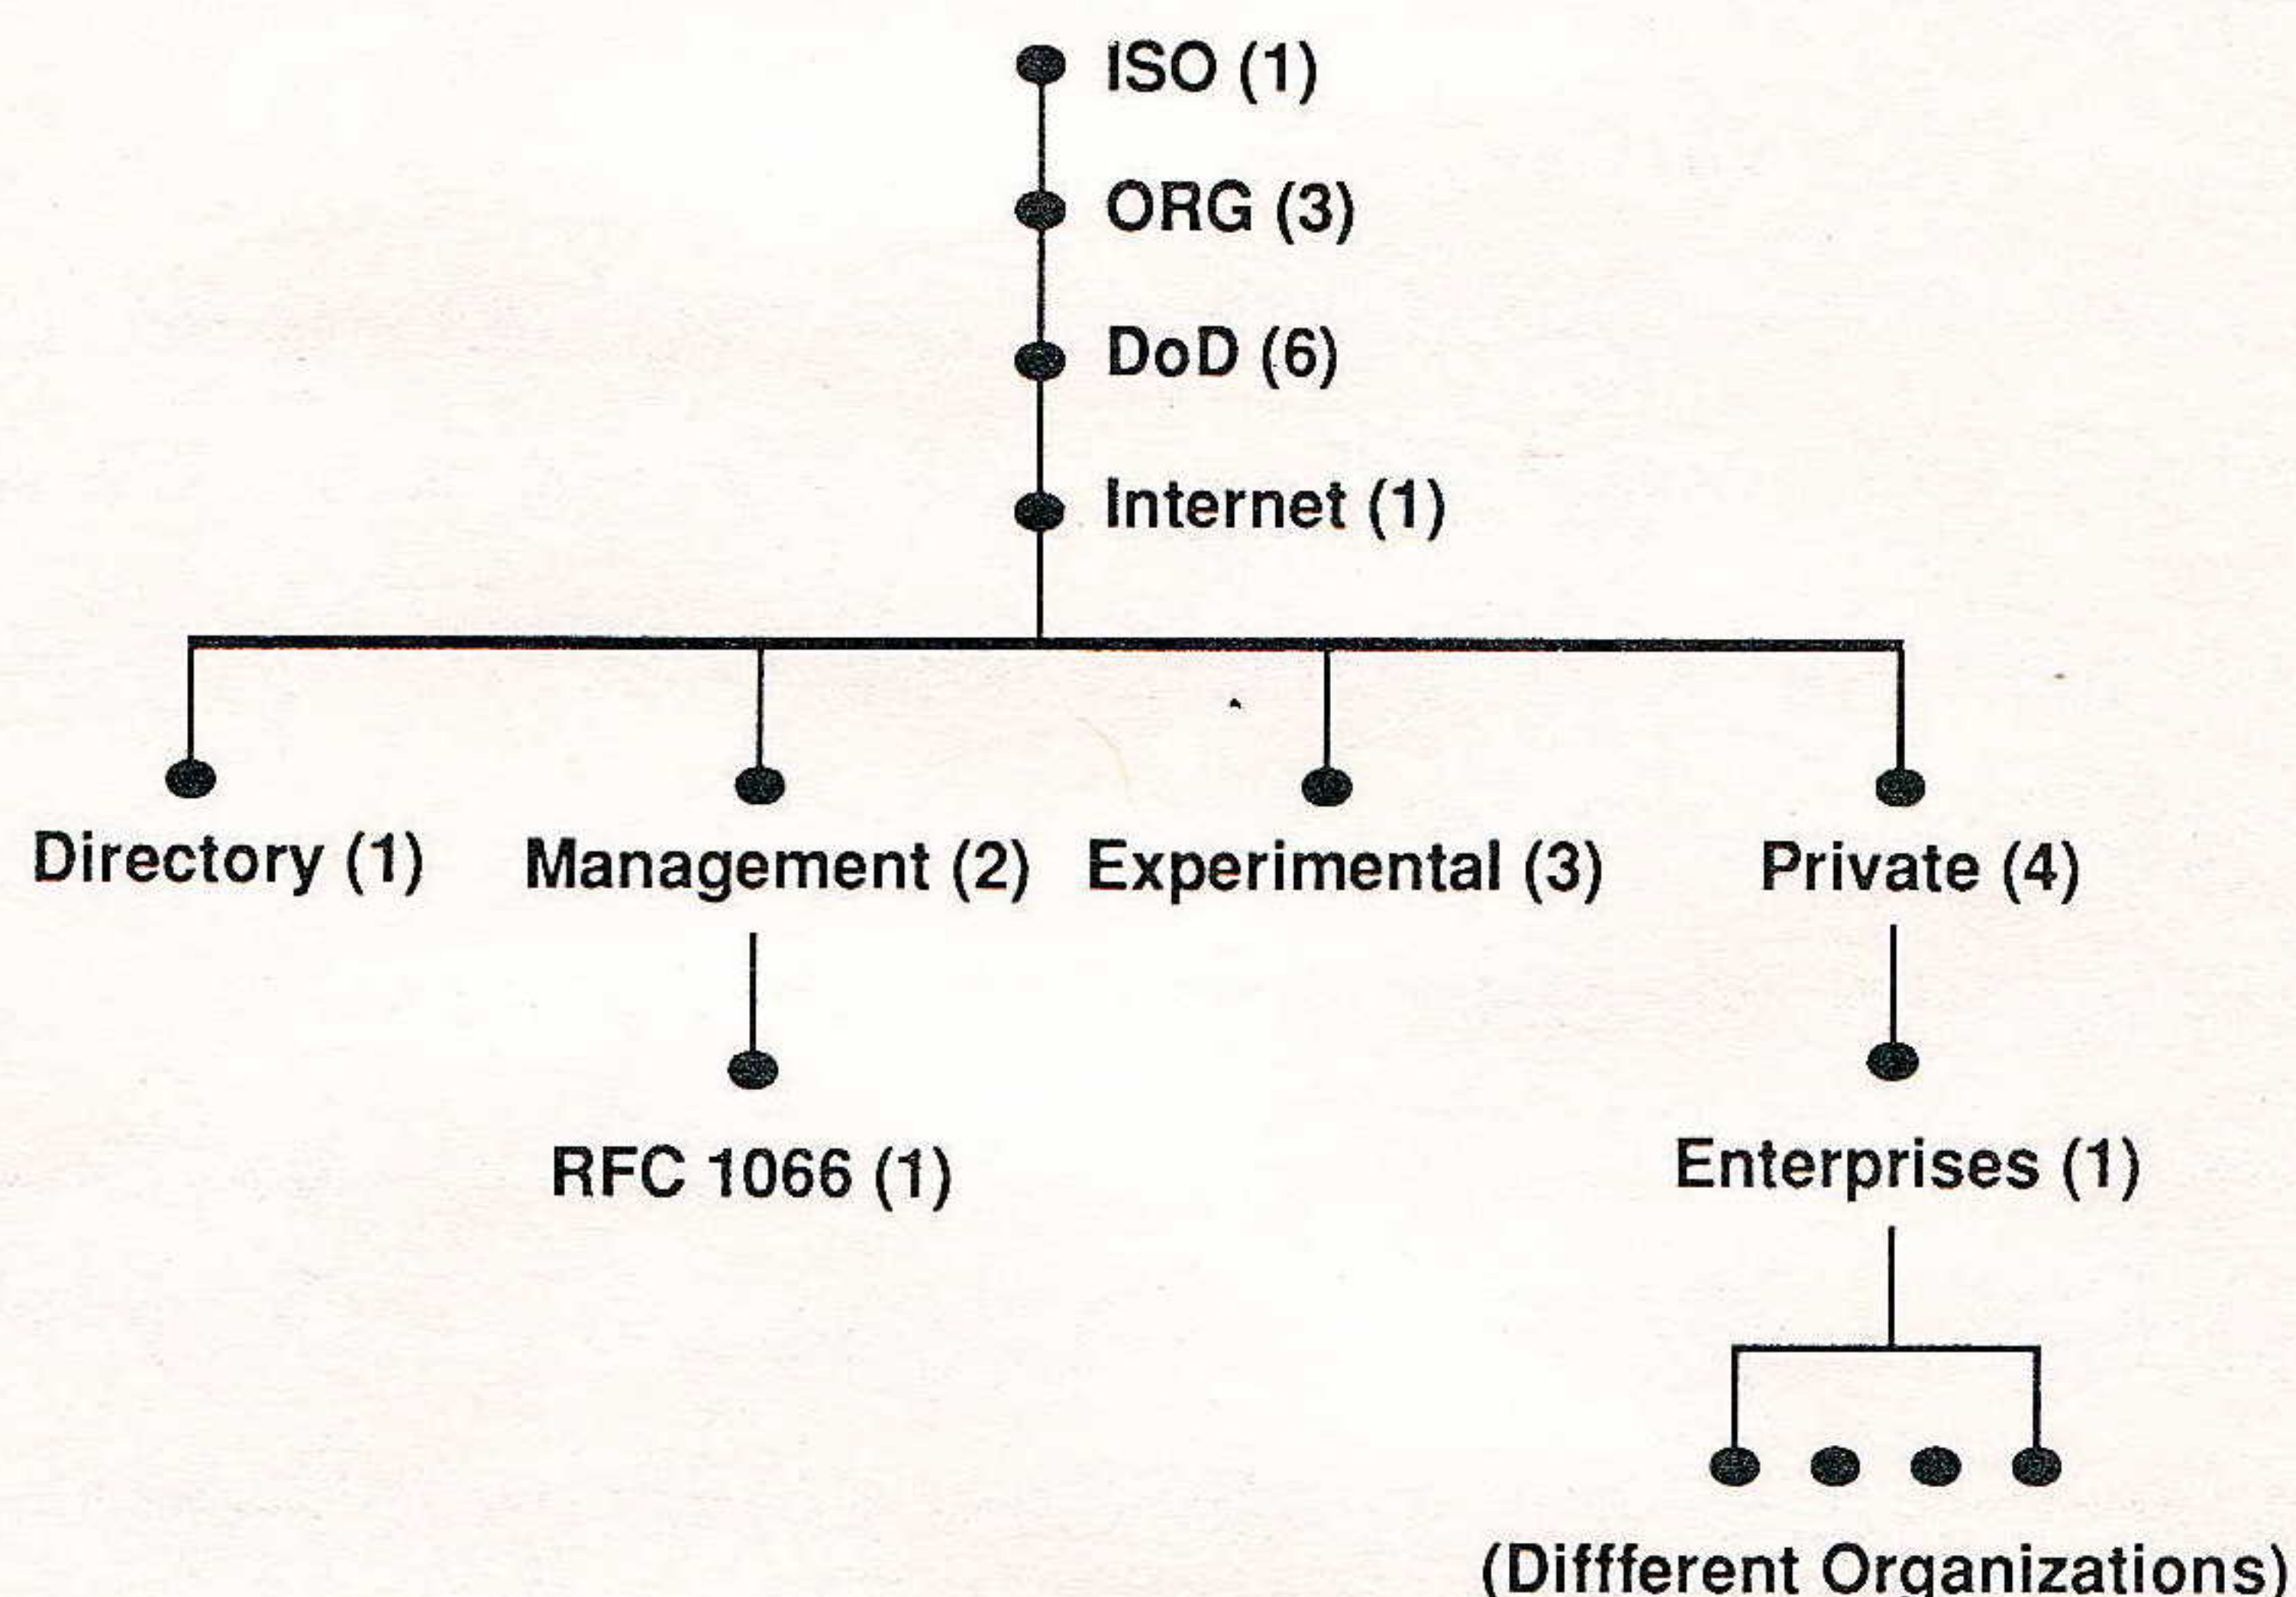 ISO (1)
ORG (3)
DoD (6)
Internet (1)
Directory (1) Management (2) Experimental (3) Private (4)
RFC 1066 (1) Enterprises (1)
(Diffferent Organizations)